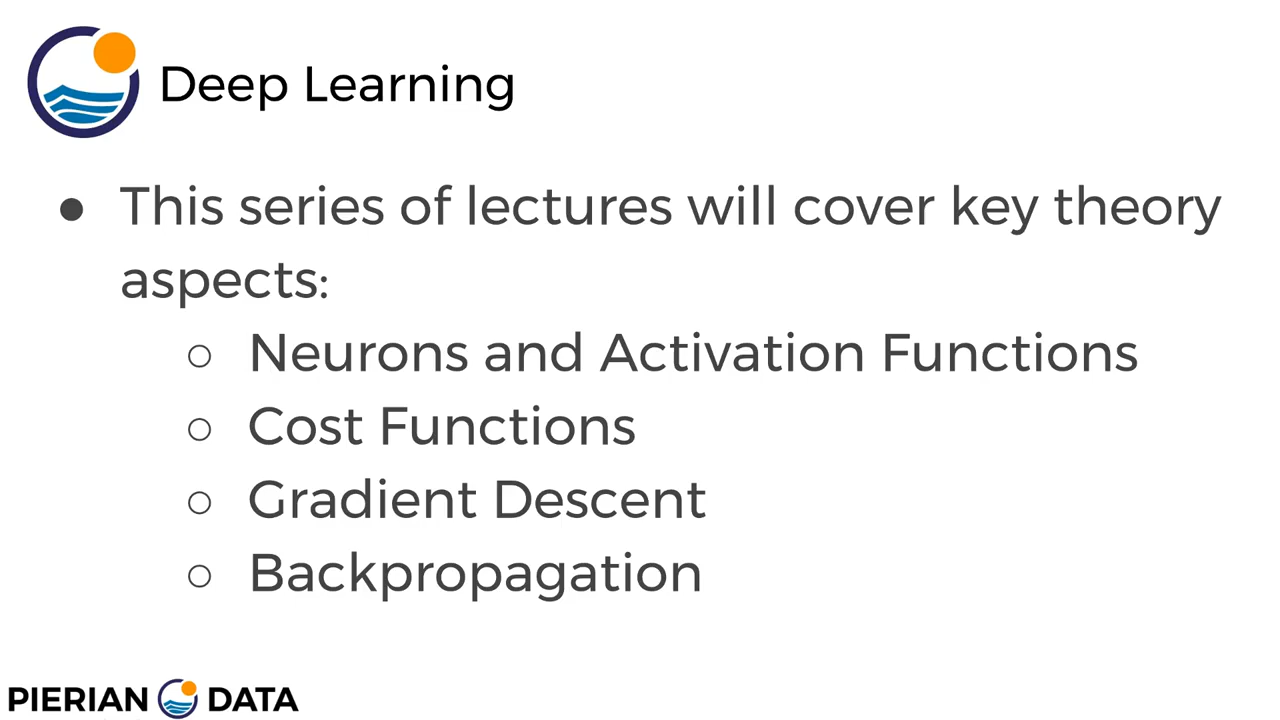 Deep Learning
● This series of lectures will cover key theory
aspects:
○ Neurons and Activation Functions
○ Cost Functions
○ Gradient Descent
○ Backpropagation
PIERIAN DATA